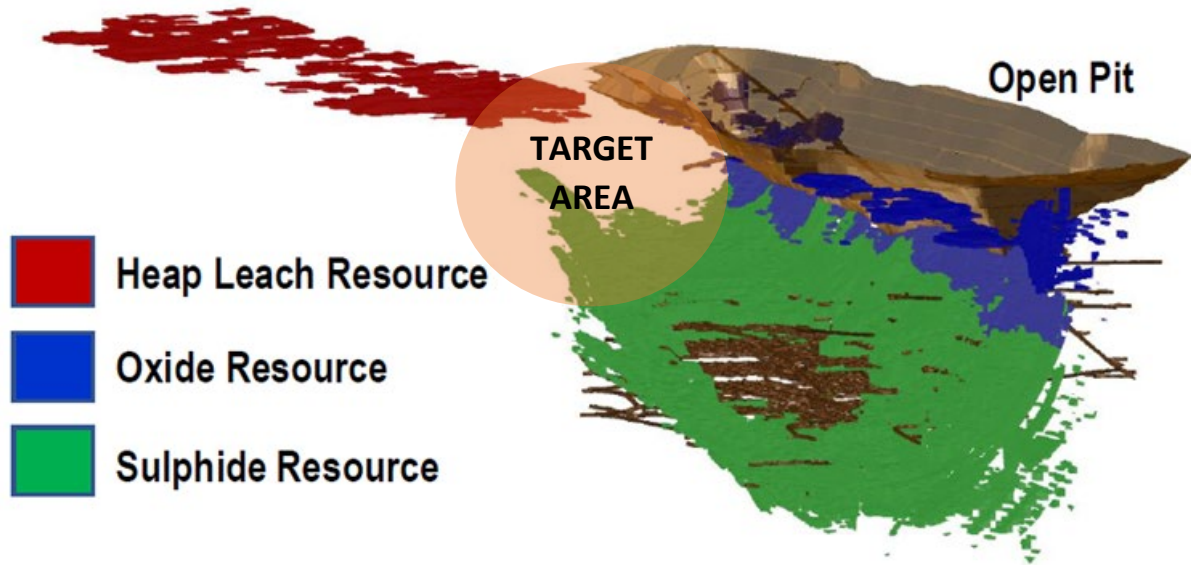 Open Pit
TARGET
AREA
Heap Leach Resource
Oxide Resource
Sulphide Resource